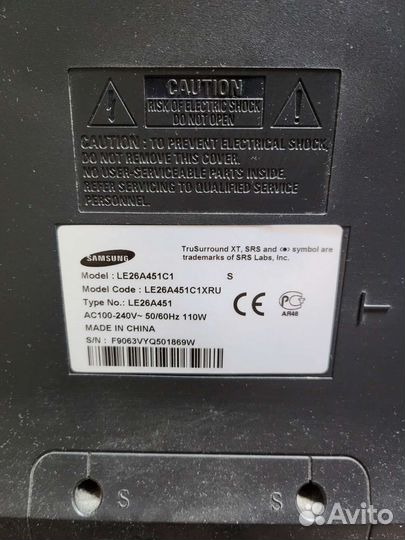 CAUTION
RISK OF ELECTRIC SHOCK
DO NOT OPEN
CAUTION : TO PREVENT ELECTRICAL SHOCK,
DO NOT REMOVE THIS COVER.
NO USER-SERVICEABLE PARTS INSIDE.
REFER SERVICING TO QUALIFIED SERVICE
PERSONNEL.
SAMSUNG
TruSurround XT, SRS and symbol are
trademarks of SRS Labs, Inc.
Model : LE26A451C1 S
Model Code : LE26A451C1XRU
Type No.: LE26A451
AC100-240V~ 50/60Hz 110W
MADE IN CHINA
S/N : F9063VYQ501869W
CE
АЯ48
S S
Avito